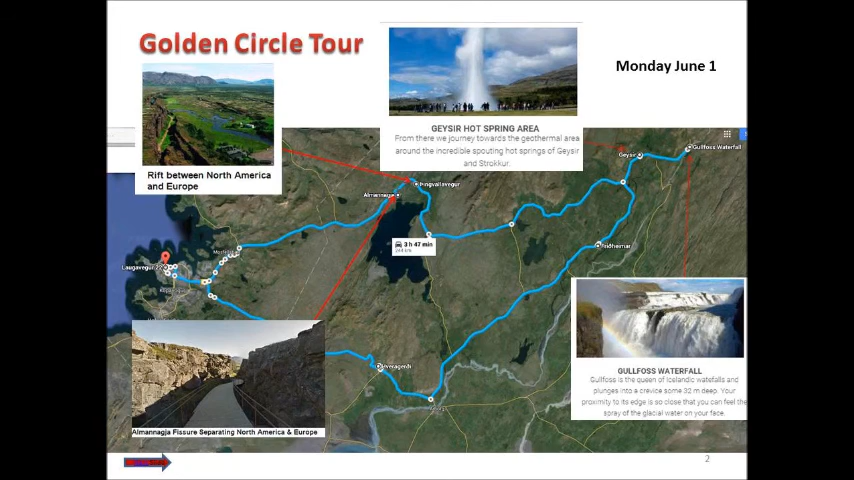 Golden Circle Tour
Monday June 1
GEYSIR HOT SPRING AREA
From there we journey towards the geothermal area
around the incredible spouting hot springs of Geysir
and Strokkur.
Rift between North America
and Europe
Geysir
Gullfoss Waterfall
Þingvallavegur
Almannagjá
3 h 47 min
Friðheimar
Laugavegur 22
Hveragerði
GULLFOSS WATERFALL
Gullfoss is the queen of Icelandic watefalls and
plunges into a crevice some 32 m deep. Your
proximity to its edge is so close that you can feel the
spray of the glacial water on your face.
Almannagja Fissure Separating North America & Europe
2